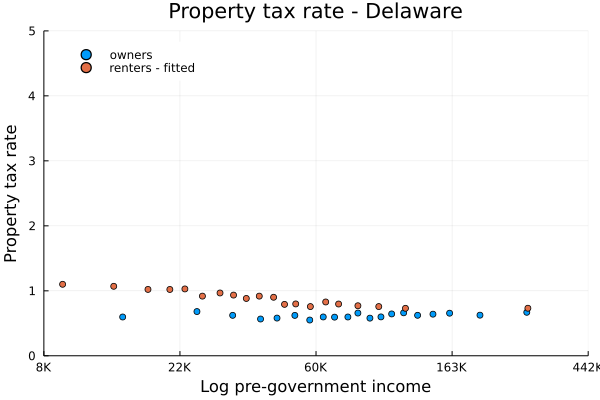 Property tax rate - Delaware
owners
renters - fitted
Property tax rate
5
4
3
2
1
0
8K
22K
60K
163K
442K
Log pre-government income